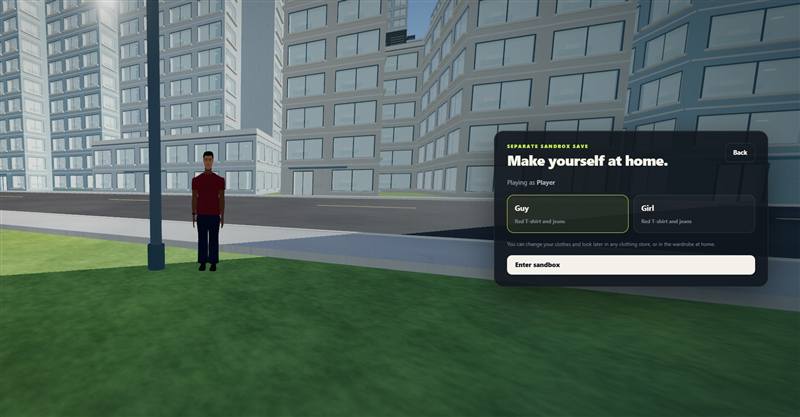 SEPARATE SANDBOX SAVE
Make yourself at home.
Back
Playing as Player
Guy
Red T-shirt and jeans
Girl
Red T-shirt and jeans
You can change your clothes and look later in any clothing store, or in the wardrobe at home.
Enter sandbox